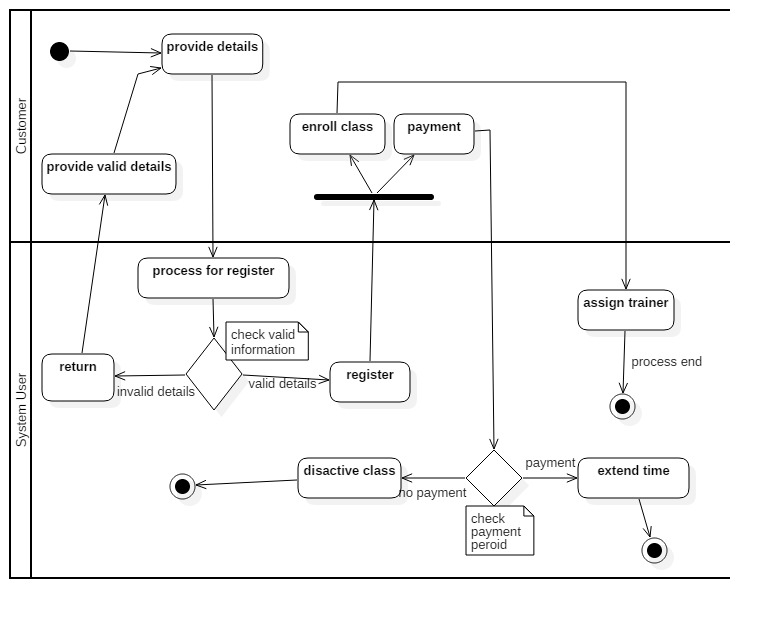 Customer
provide details
enroll class
payment
provide valid details
System User
process for register
assign trainer
check valid
information
return
invalid details
valid details
register
process end
disactive class
no payment
payment
extend time
check
payment
peroid